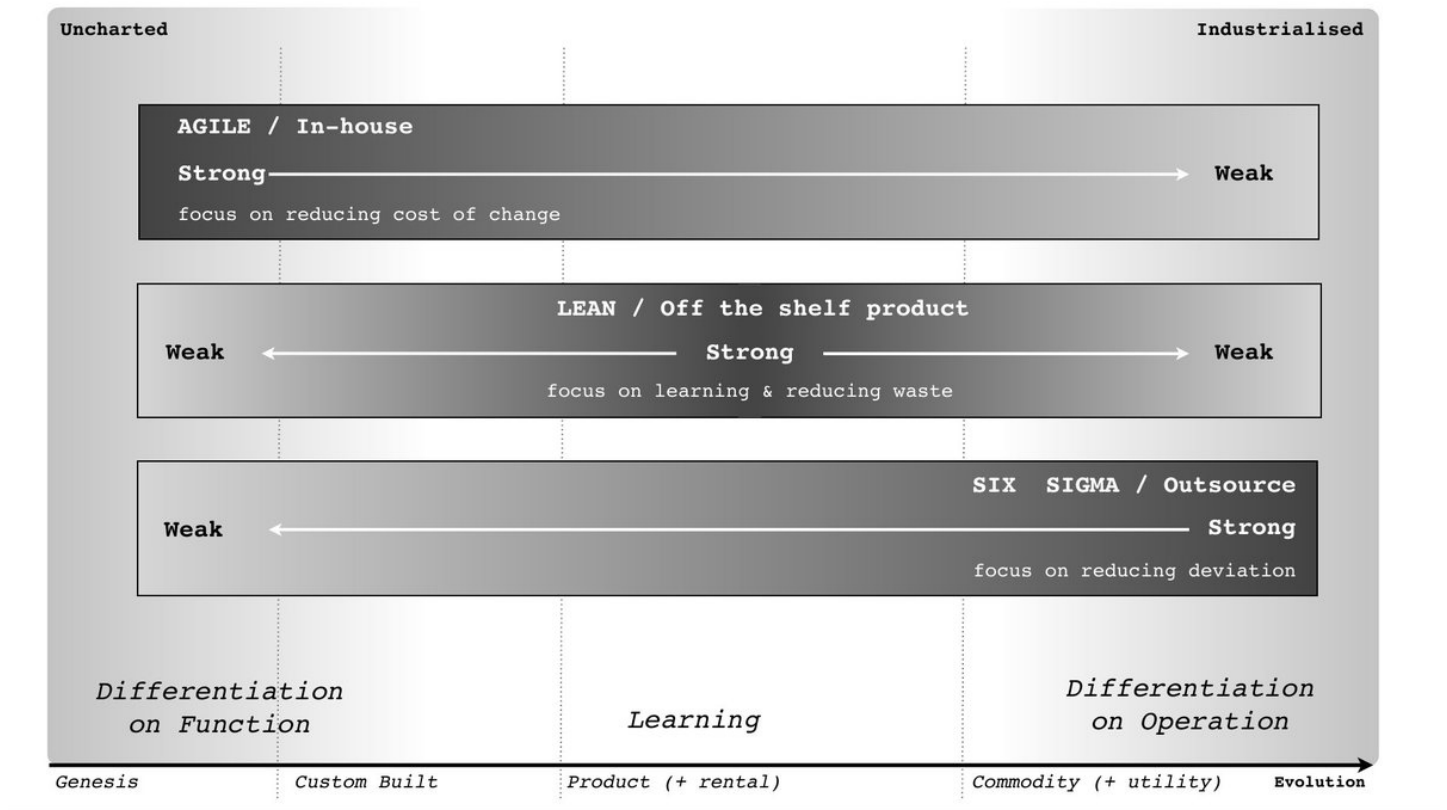 Uncharted
Industrialised
AGILE / In-house
Strong
Weak
focus on reducing cost of change
LEAN / Off the shelf product
Weak
Strong
Weak
focus on learning & reducing waste
SIX SIGMA / Outsource
Weak
Strong
focus on reducing deviation
Differentiation
on Function
Learning
Differentiation
on Operation
Genesis
Custom Built
Product (+ rental)
Commodity (+ utility)
Evolution